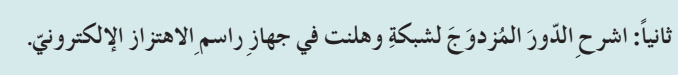 ثانياً: اشرح الدّورَ المُزدوَجَ لشبكةِ وهلنت في جهازِ راسمِ الاهتزاز الإلكترونيّ.